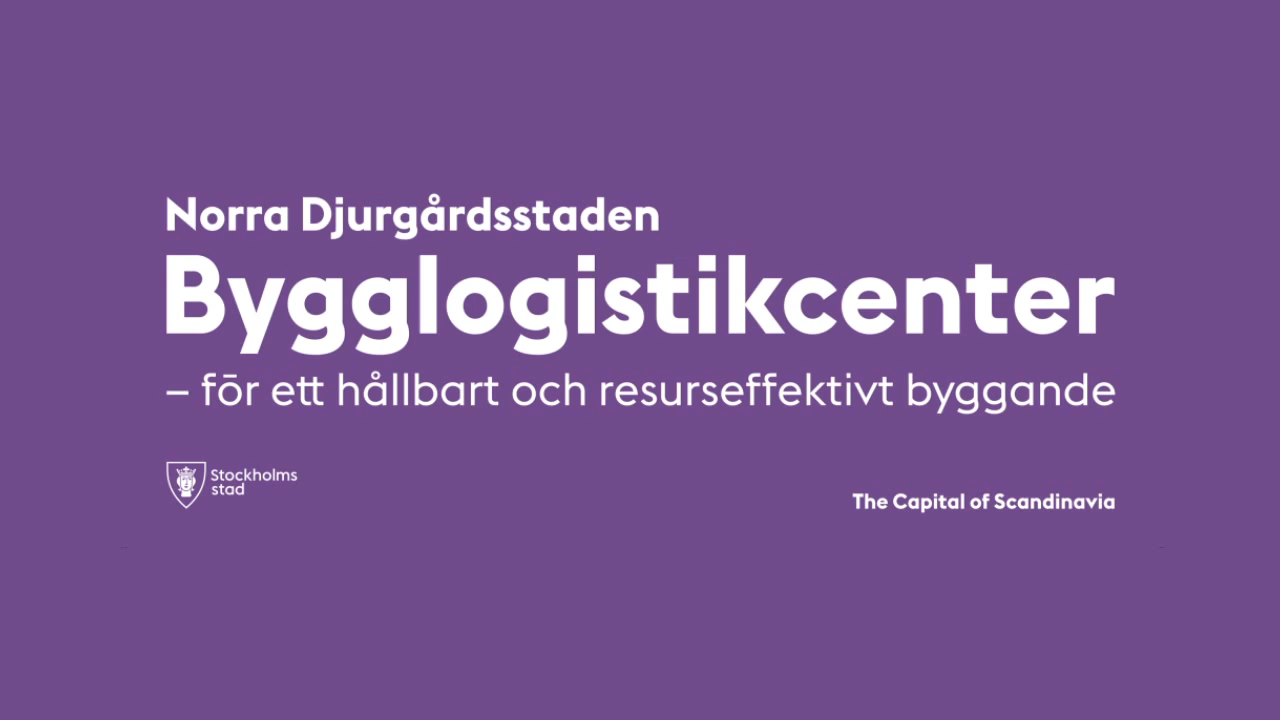 Norra Djurgårdsstaden
Bygglogistikcenter
– för ett hållbart och resurseffektivt byggande
Stockholms
stad
The Capital of Scandinavia